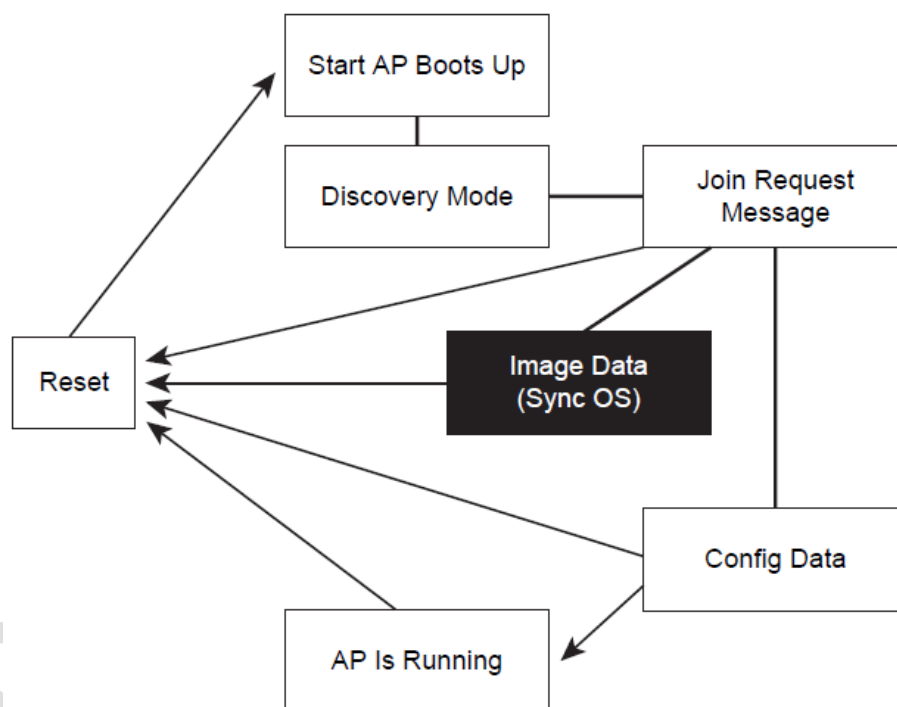 Start AP Boots Up
Discovery Mode
Join Request
Message
Reset
Image Data
(Sync OS)
Config Data
AP Is Running